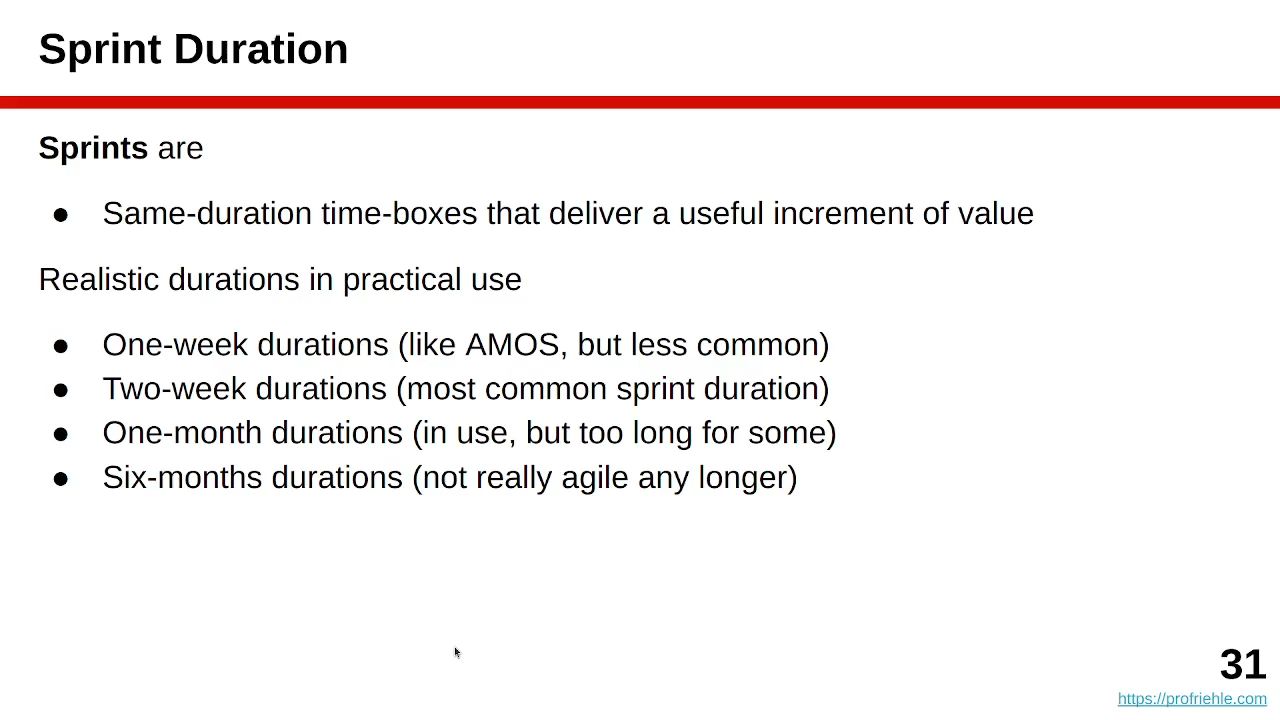 Sprint Duration
Sprints are
● Same-duration time-boxes that deliver a useful increment of value
Realistic durations in practical use
● One-week durations (like AMOS, but less common)
● Two-week durations (most common sprint duration)
● One-month durations (in use, but too long for some)
● Six-months durations (not really agile any longer)
31
https://profriehle.com